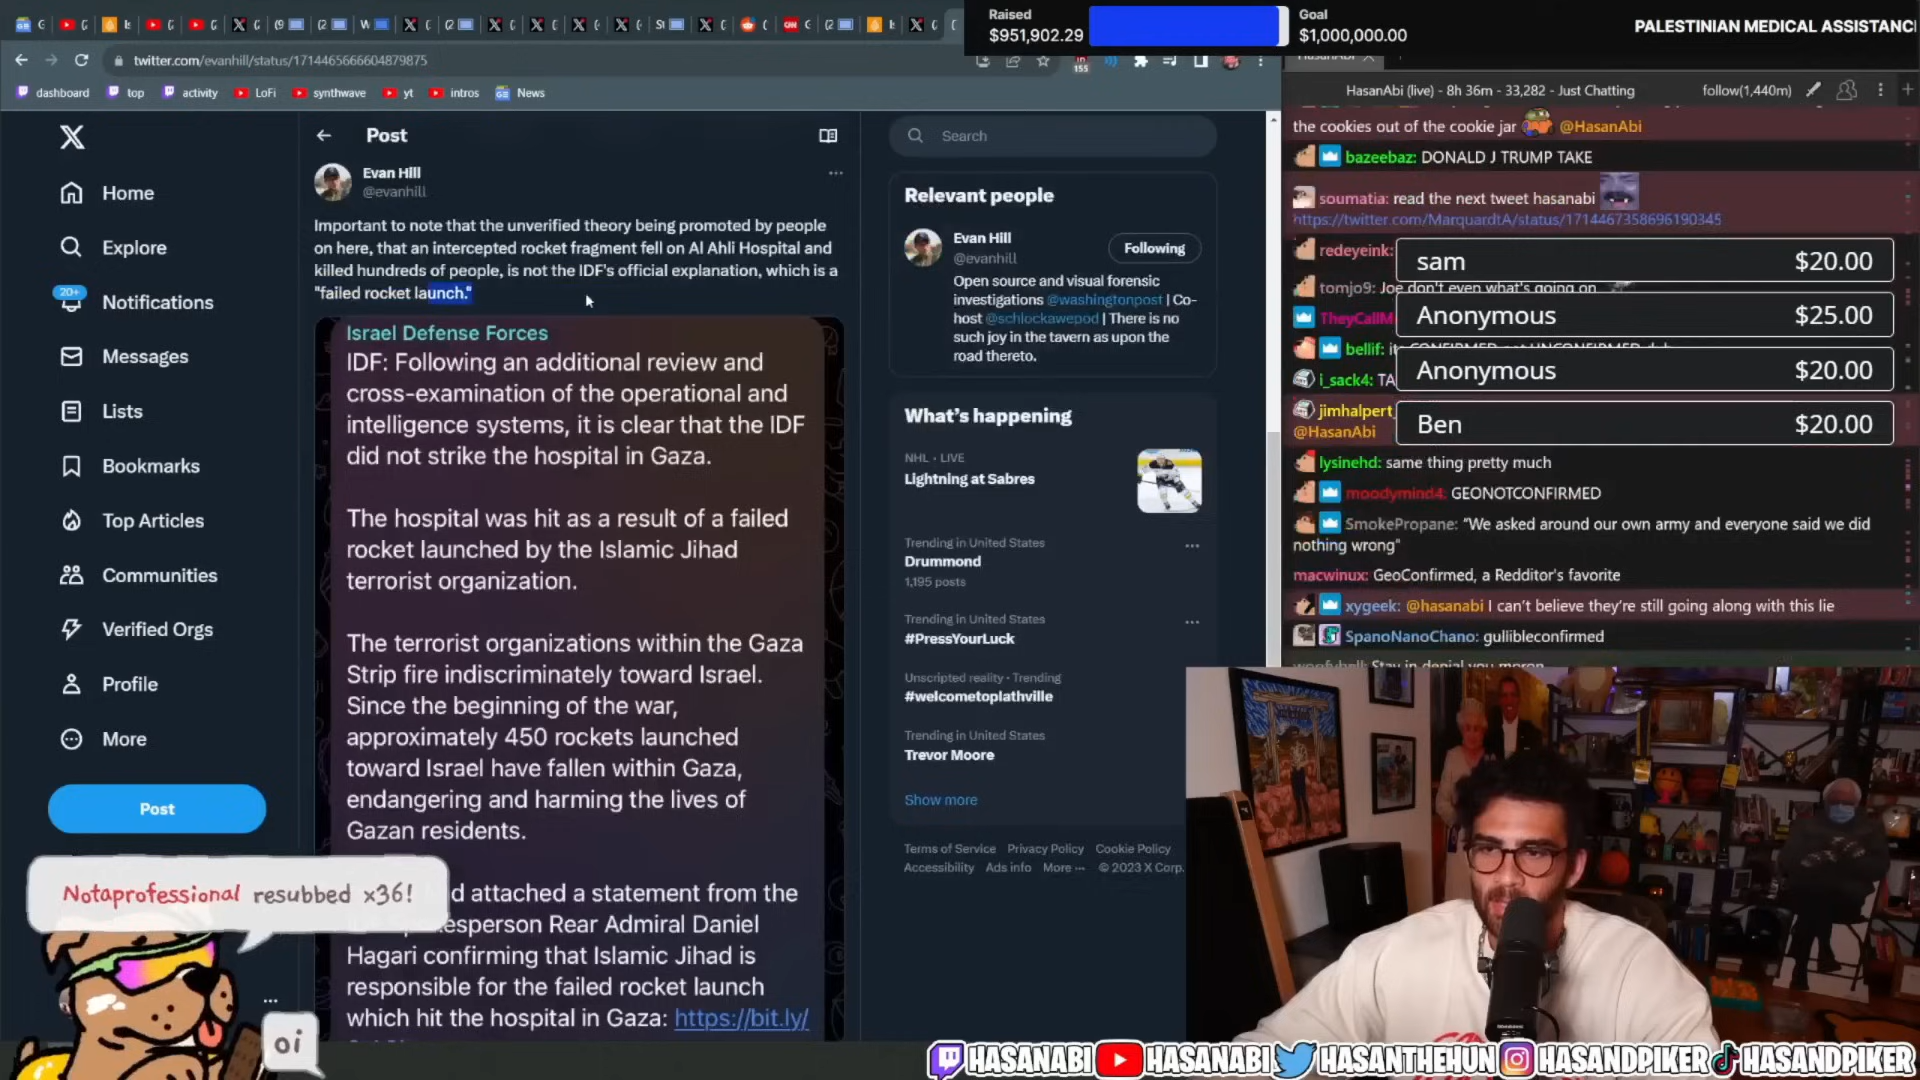 Raised
$951,902.29
Goal
$1,000,000.00
PALESTINIAN MEDICAL ASSISTANC
twitter.com/evanhill/status/1714465666604879875
155
dashboard
top
activity
LoFi
synthwave
yt
intros
News
HasanAbi
HasanAbi (live) - 8h 36m - 33,282 - Just Chatting
follow(1,440m)
Home
Explore
20+
Notifications
Messages
Lists
Bookmarks
Top Articles
Communities
Verified Orgs
Profile
More
Post
Post
Evan Hill
@evanhill
Important to note that the unverified theory being promoted by people
on here, that an intercepted rocket fragment fell on Al Ahli Hospital and
killed hundreds of people, is not the IDF's official explanation, which is a
"failed rocket launch."
Israel Defense Forces
IDF: Following an additional review and
cross-examination of the operational and
intelligence systems, it is clear that the IDF
did not strike the hospital in Gaza.
The hospital was hit as a result of a failed
rocket launched by the Islamic Jihad
terrorist organization.
The terrorist organizations within the Gaza
Strip fire indiscriminately toward Israel.
Since the beginning of the war,
approximately 450 rockets launched
toward Israel have fallen within Gaza,
endangering and harming the lives of
Gazan residents.
d attached a statement from the
esperson Rear Admiral Daniel
Hagari confirming that Islamic Jihad is
responsible for the failed rocket launch
which hit the hospital in Gaza: https://bit.ly/
Search
Relevant people
Evan Hill
@evanhill
Following
Open source and visual forensic
investigations @washingtonpost | Co-
host @schlockawepod | There is no
such joy in the tavern as upon the
road thereto.
What's happening
NHL · LIVE
Lightning at Sabres
Trending in United States
Drummond
1,195 posts
Trending in United States
#PressYourLuck
Unscripted reality · Trending
#welcometoplathville
Trending in United States
Trevor Moore
Show more
Terms of Service Privacy Policy Cookie Policy
Accessibility Ads info More ··· © 2023 X Corp.
the cookies out of the cookie jar @HasanAbi
bazeebaz: DONALD J TRUMP TAKE
soumatia: read the next tweet hasanabi
https://twitter.com/MarquardtA/status/1714467358696190345
redeyeink:
tomjo9: Joe don't even what's going on
TheyCallM
bellif:
i_sack4: TA
jimhalpert_
@HasanAbi
sam $20.00
Anonymous $25.00
Anonymous $20.00
Ben $20.00
lysinehd: same thing pretty much
moodymind4: GEONOTCONFIRMED
SmokePropane: "We asked around our own army and everyone said we did
nothing wrong"
macwinux: GeoConfirmed, a Redditor's favorite
xygeek: @hasanabi I can't believe they're still going along with this lie
SpanoNanoChano: gullibleconfirmed
Notaprofessional resubbed x36!
oi
HASANABI HASANABI HASANTHEHUN HASANDPIKER HASANDPIKER